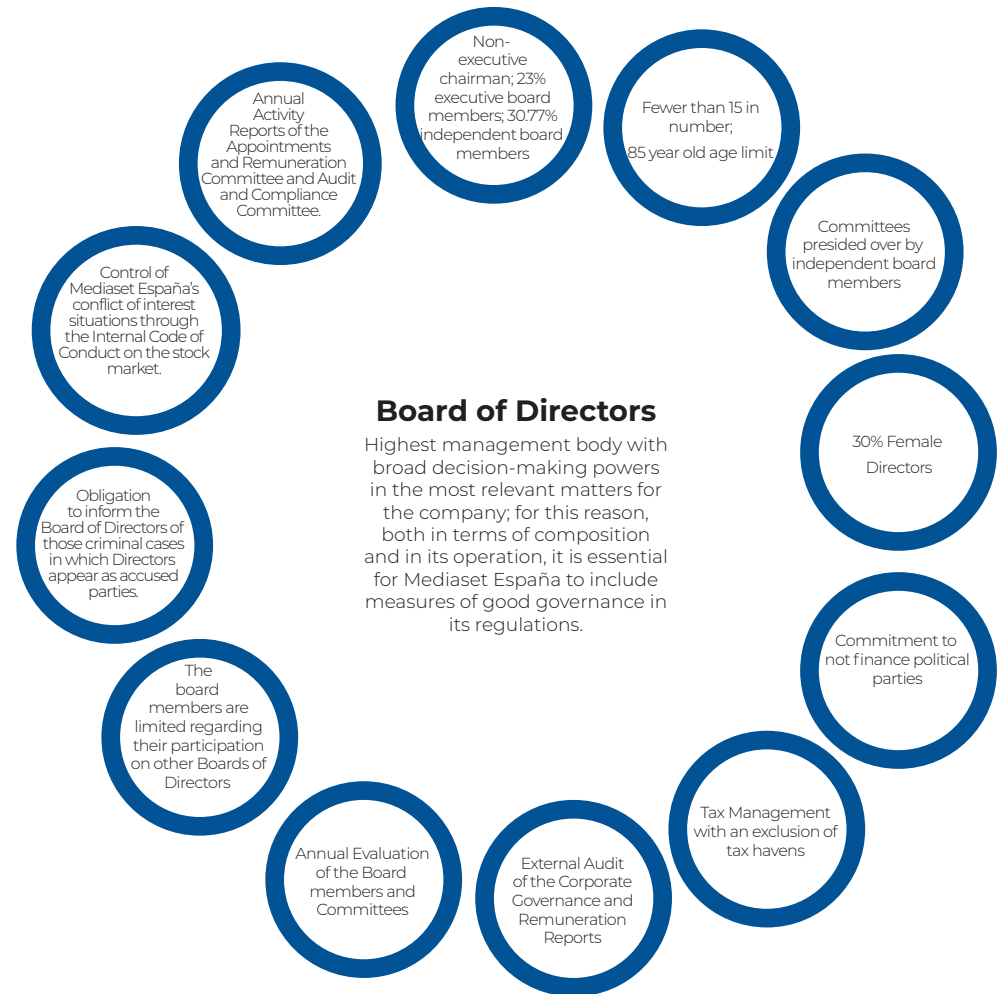 Non-
executive
chairman; 23%
executive board
members; 30.77%
independent board
members
Fewer than 15 in
number;
85 year old age limit
Committees
presided over by
independent board
members
30% Female
Directors
Commitment to
not finance political
parties
Tax Management
with an exclusion of
tax havens
External Audit
of the Corporate
Governance and
Remuneration
Reports
Annual Evaluation
of the Board
members and
Committees
The
board
members are
limited regarding
their participation
on other Boards of
Directors
Obligation
to inform the
Board of Directors of
those criminal cases
in which Directors
appear as accused
parties.
Control of
Mediaset España's
conflict of interest
situations through
the Internal Code of
Conduct on the stock
market.
Annual
Activity
Reports of the
Appointments
and Remuneration
Committee and Audit
and Compliance
Committee.
Board of Directors
Highest management body with
broad decision-making powers
in the most relevant matters for
the company; for this reason,
both in terms of composition
and in its operation, it is essential
for Mediaset España to include
measures of good governance in
its regulations.